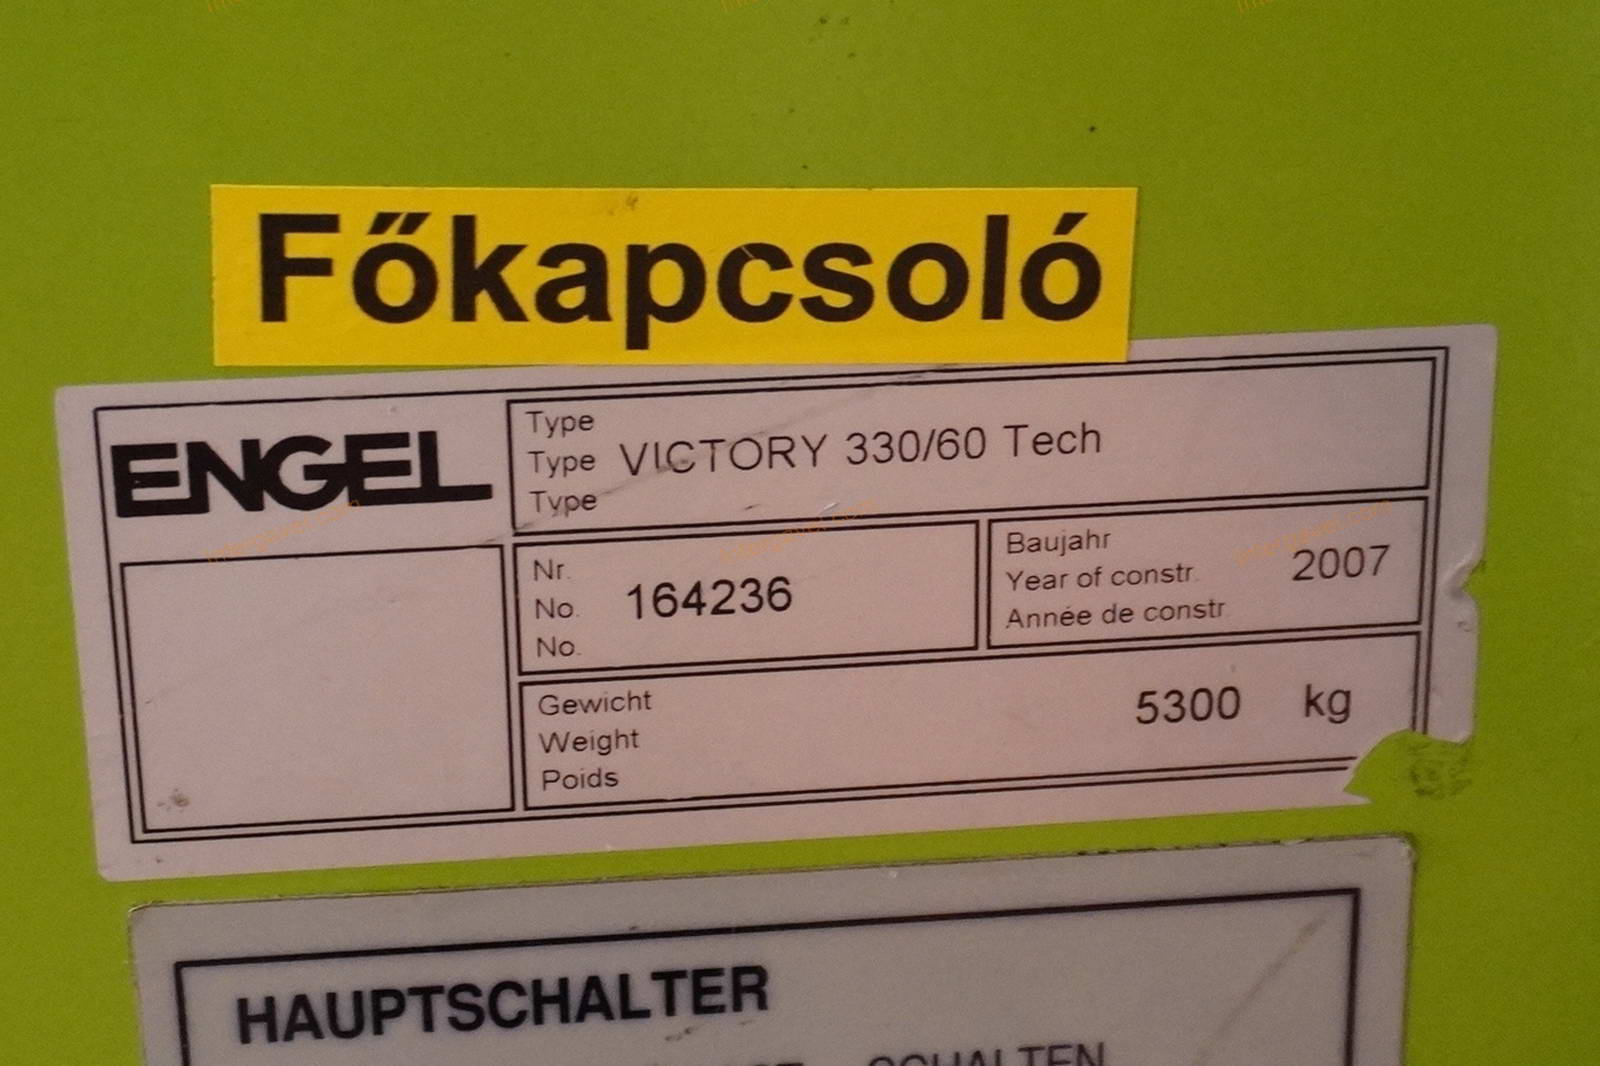 Főkapcsoló
ENGEL
Type
Type VICTORY 330/60 Tech
Type
Nr.
No. 164236
No.
Baujahr
Year of constr. 2007
Année de constr.
Gewicht
Weight 5300 kg
Poids
HAUPTSCHALTER
SCHALTEN